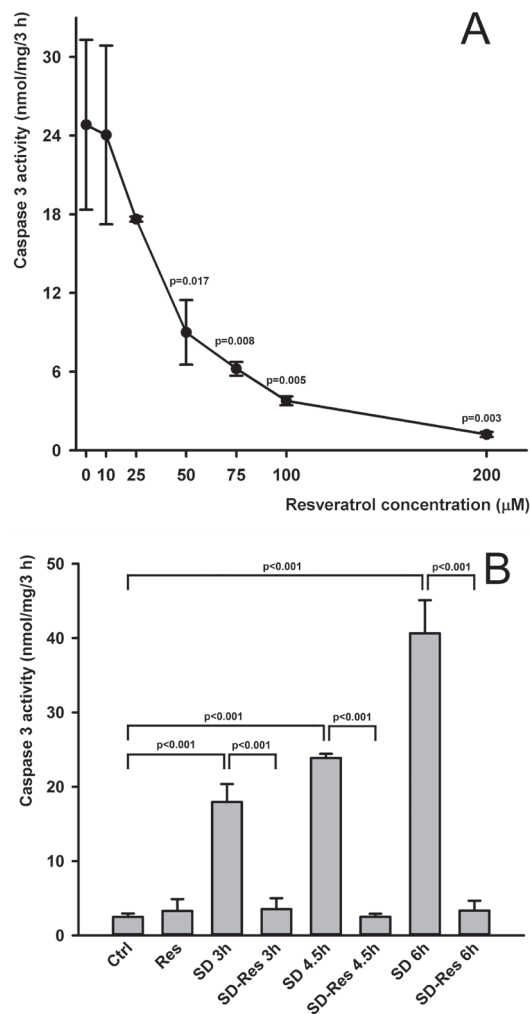 A
Caspase 3 activity (nmol/mg/3 h)
30
24
18
12
6
0
p=0.017
p=0.008
p=0.005
p=0.003
0 10 25 50 75 100 200
Resveratrol concentration (μM)
B
Caspase 3 activity (nmol/mg/3 h)
50
40
30
20
10
0
p<0.001 p<0.001
p<0.001 p<0.001
p<0.001 p<0.001
Ctrl Res SD 3h SD-Res 3h SD 4.5h SD-Res 4.5h SD 6h SD-Res 6h